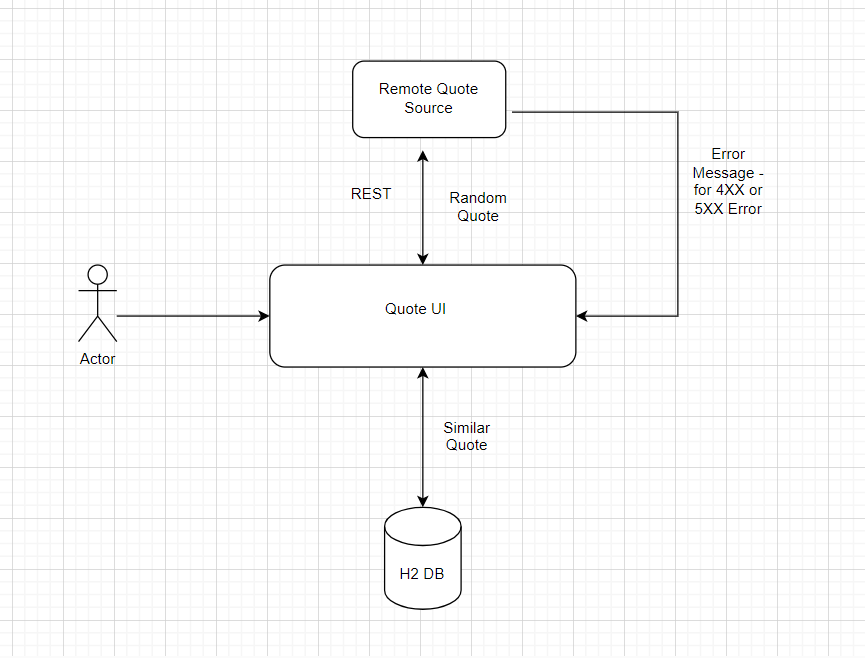 Remote Quote
Source
Error
Message -
for 4XX or
5XX Error
REST
Random
Quote
Quote UI
Actor
Similar
Quote
H2 DB